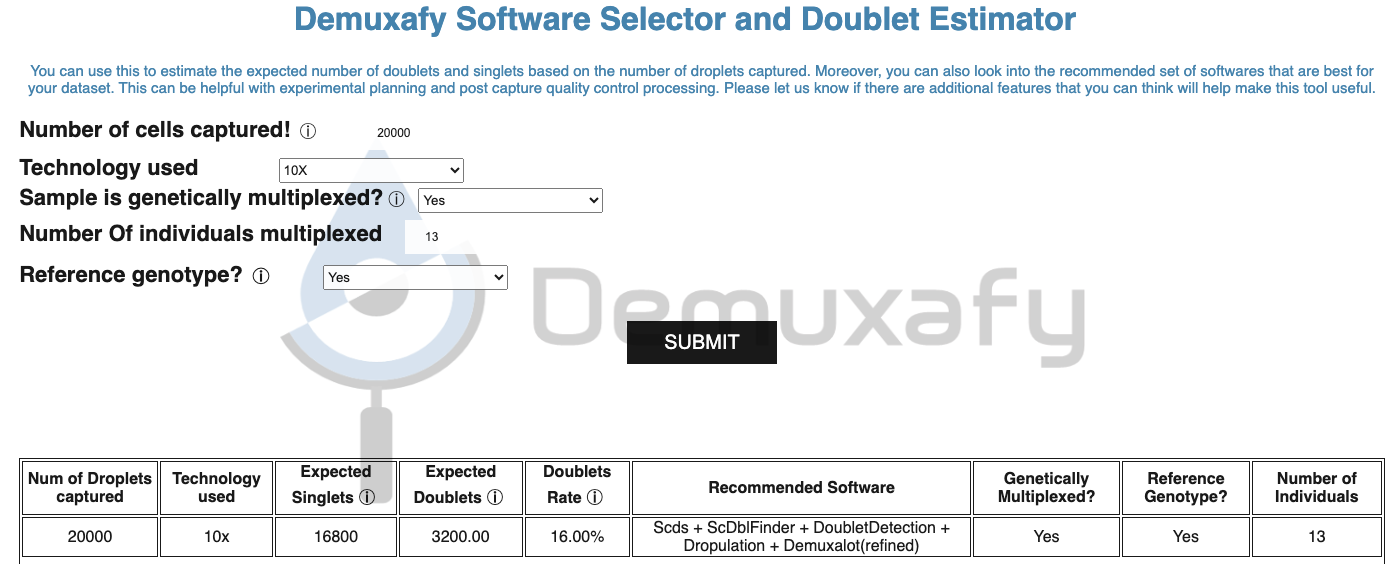 Demuxafy Software Selector and Doublet Estimator
You can use this to estimate the expected number of doublets and singlets based on the number of droplets captured. Moreover, you can also look into the recommended set of softwares that are best for
your dataset. This can be helpful with experimental planning and post capture quality control processing. Please let us know if there are additional features that you can think will help make this tool useful.
Number of cells captured! ⓘ 20000
Technology used 10X
Sample is genetically multiplexed? ⓘ Yes
Number Of individuals multiplexed 13
Reference genotype? ⓘ Yes
Demuxafy
SUBMIT
Num of Droplets captured Technology used Expected Singlets ⓘ Expected Doublets ⓘ Doublets Rate ⓘ Recommended Software Genetically Multiplexed? Reference Genotype? Number of Individuals
20000 10x 16800 3200.00 16.00% Scds + ScDblFinder + DoubletDetection + Dropulation + Demuxalot(refined) Yes Yes 13